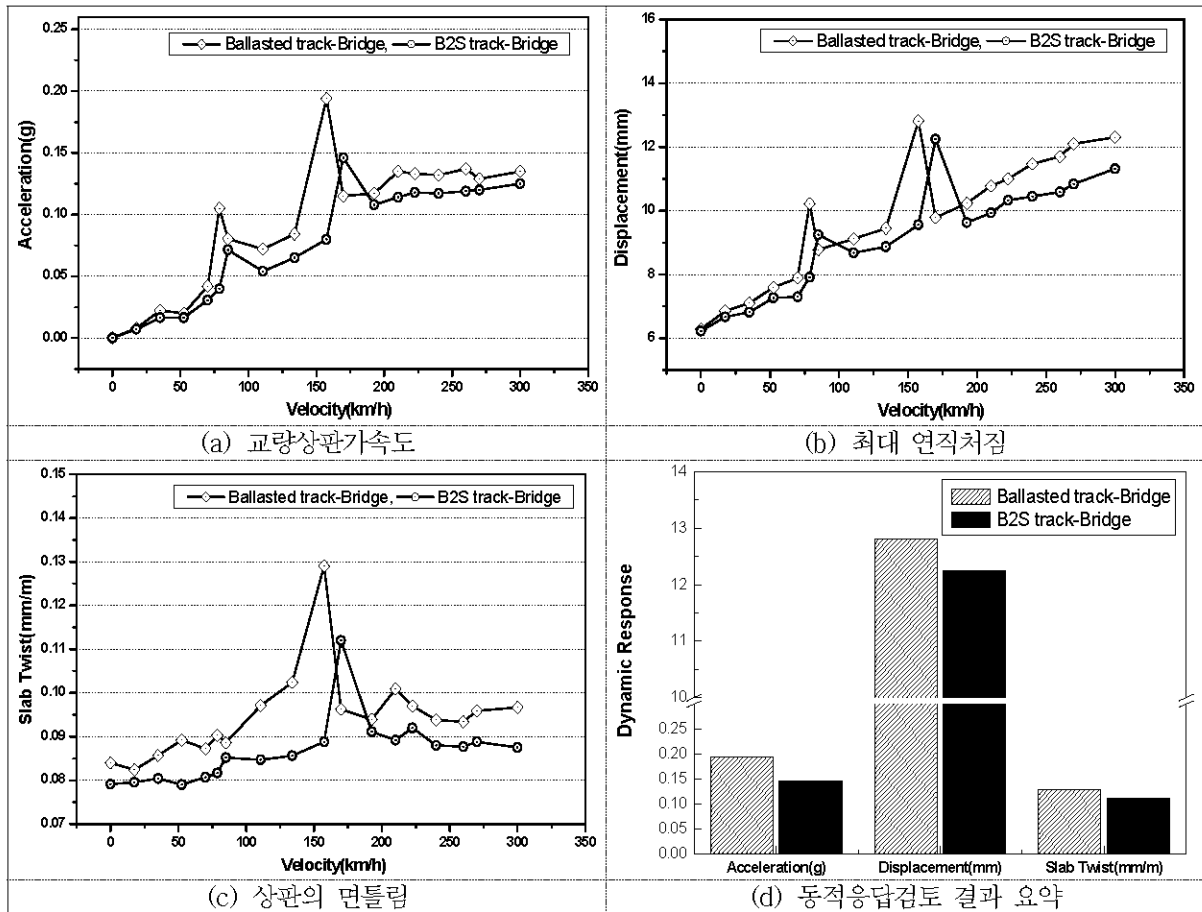 Ballasted track-Bridge, B2S track-Bridge
Acceleration(g)
0.25
0.20
0.15
0.10
0.05
0.00
0 50 100 150 200 250 300 350
Velocity(km/h)
(a) 교량상판가속도
Ballasted track-Bridge, B2S track-Bridge
Displacement(mm)
16
14
12
10
8
6
0 50 100 150 200 250 300 350
Velocity(km/h)
(b) 최대 연직처짐
Ballasted track-Bridge, B2S track-Bridge
Slab Twist(mm/m)
0.15
0.14
0.13
0.12
0.11
0.10
0.09
0.08
0.07
0 50 100 150 200 250 300 350
Velocity(km/h)
(c) 상판의 면틀림
Ballasted track-Bridge
B2S track-Bridge
Dynamic Response
14
13
12
11
10
0.25
0.20
0.15
0.10
0.05
0.00
Acceleration(g) Displacement(mm) Slab Twist(mm/m)
(d) 동적응답검토 결과 요약